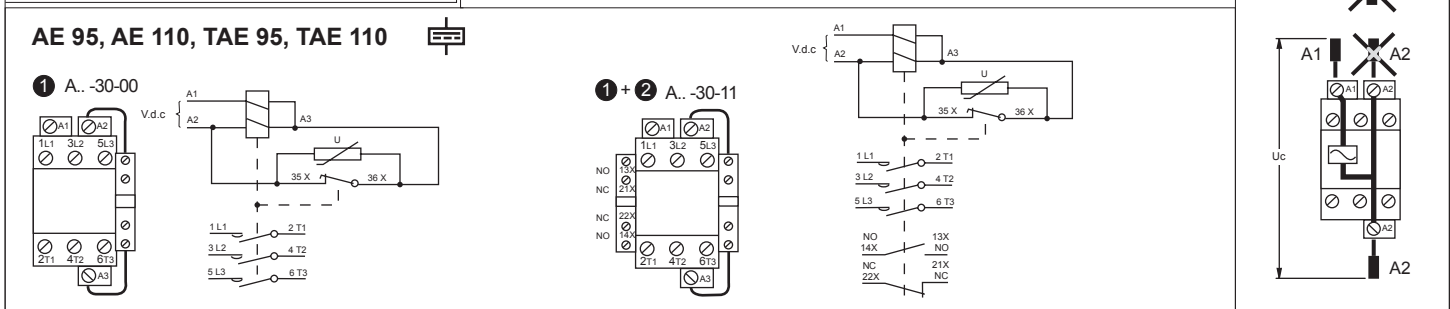 AE 95, AE 110, TAE 95, TAE 110
1 A.. -30-00
A1 A2
1L1 3L2 5L3
2T1 4T2 6T3
A3
V.d.c
A1
A2
A3
U
35 X 36 X
1 L1 2 T1
3 L2 4 T2
5 L3 6 T3
1 + 2 A.. -30-11
A1 A2
1L1 3L2 5L3
NO 13X
NC 21X
NC 22X
NO 14X
2T1 4T2 6T3
A3
V.d.c
A1
A2
A3
U
35 X 36 X
1 L1 2 T1
3 L2 4 T2
5 L3 6 T3
NO 13X
14X NO
NC 21X
22X NC
A1 A2
A1 A2
Uc
A2
A2